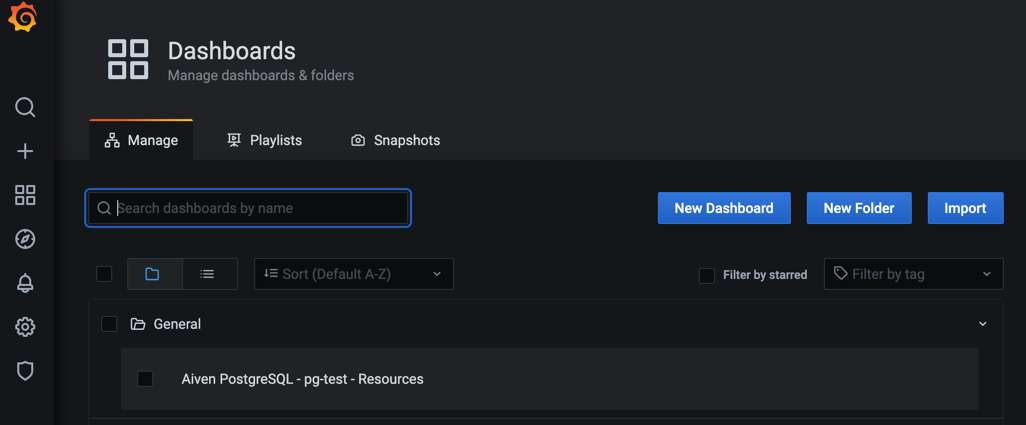 Dashboards
Manage dashboards & folders
Manage
Playlists
Snapshots
Search dashboards by name
New Dashboard
New Folder
Import
Sort (Default A-Z)
Filter by starred
Filter by tag
General
Aiven PostgreSQL - pg-test - Resources